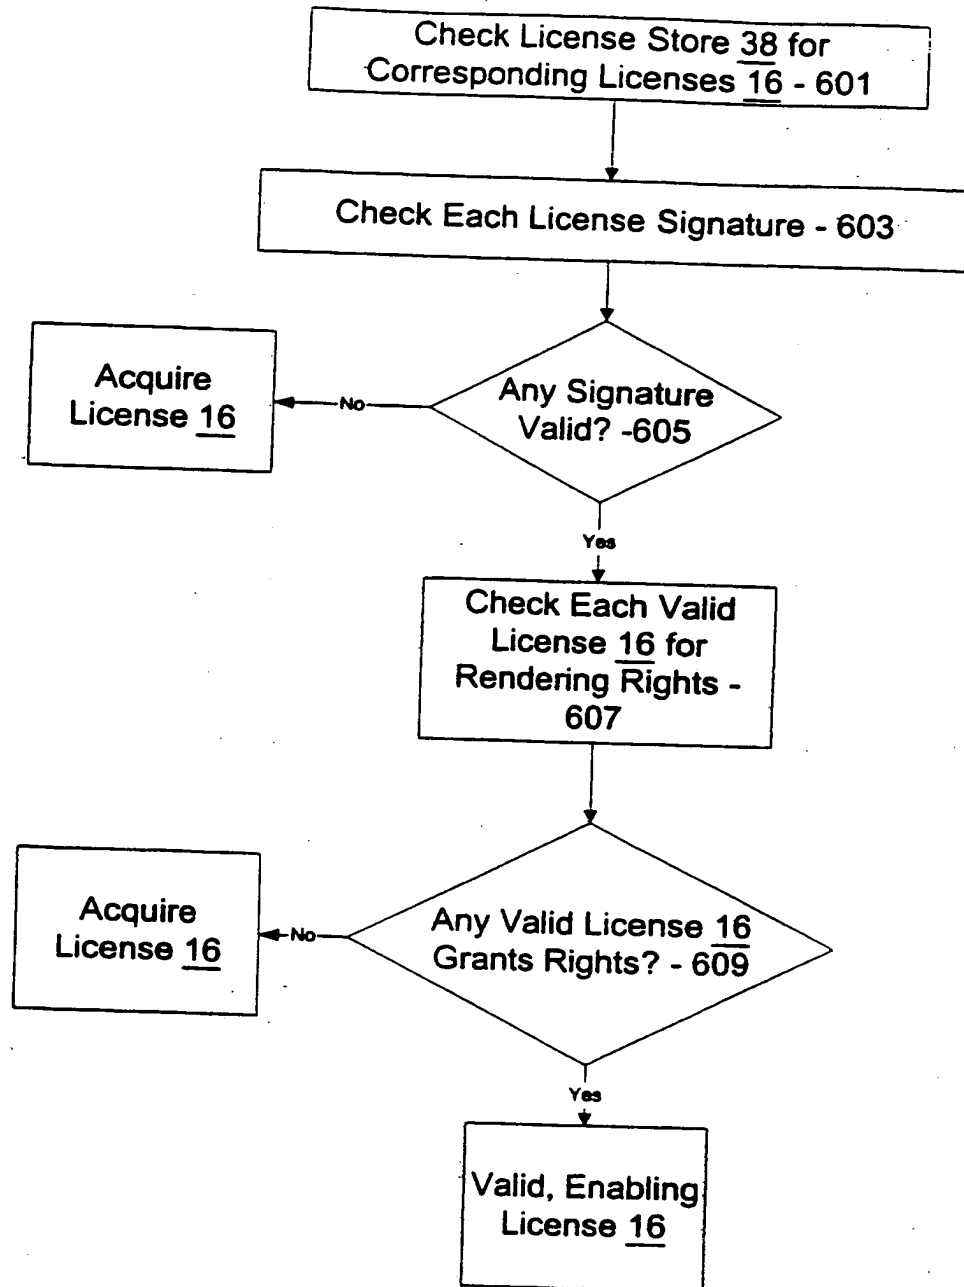 Check License Store 38 for
Corresponding Licenses 16 - 601
Check Each License Signature - 603
Acquire
License 16
No
Any Signature
Valid? -605
Yes
Check Each Valid
License 16 for
Rendering Rights -
607
Acquire
License 16
No
Any Valid License 16
Grants Rights? - 609
Yes
Valid, Enabling
License 16